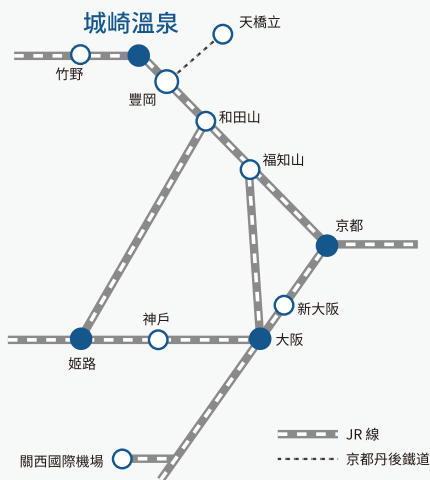 城崎溫泉
天橋立
竹野
豐岡
和田山
福知山
京都
新大阪
神戶
大阪
姬路
JR 線
關西國際機場
京都丹後鐵道